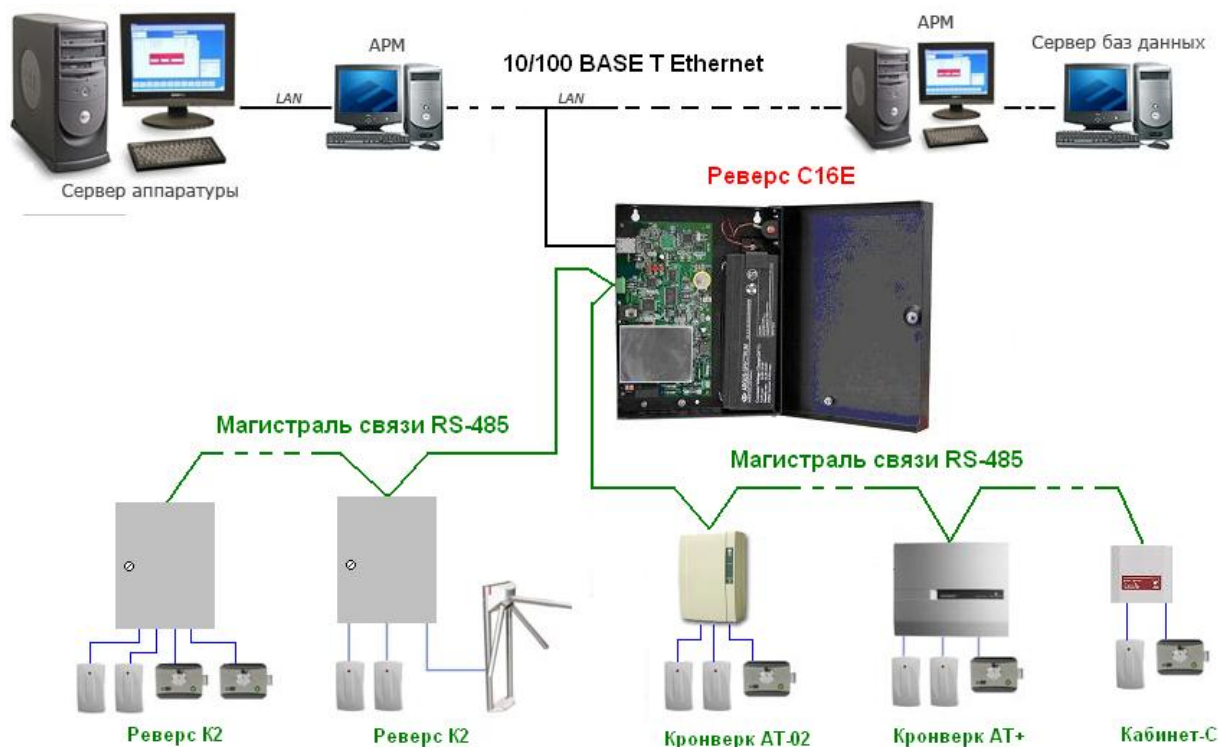 АРМ
АРМ
Сервер баз данных
10/100 BASE T Ethernet
LAN
LAN
Сервер аппаратуры
Реверс С16Е
Магистраль связи RS-485
Магистраль связи RS-485
Реверс К2
Реверс К2
Кронверк АТ-02
Кронверк АТ+
Кабинет-С